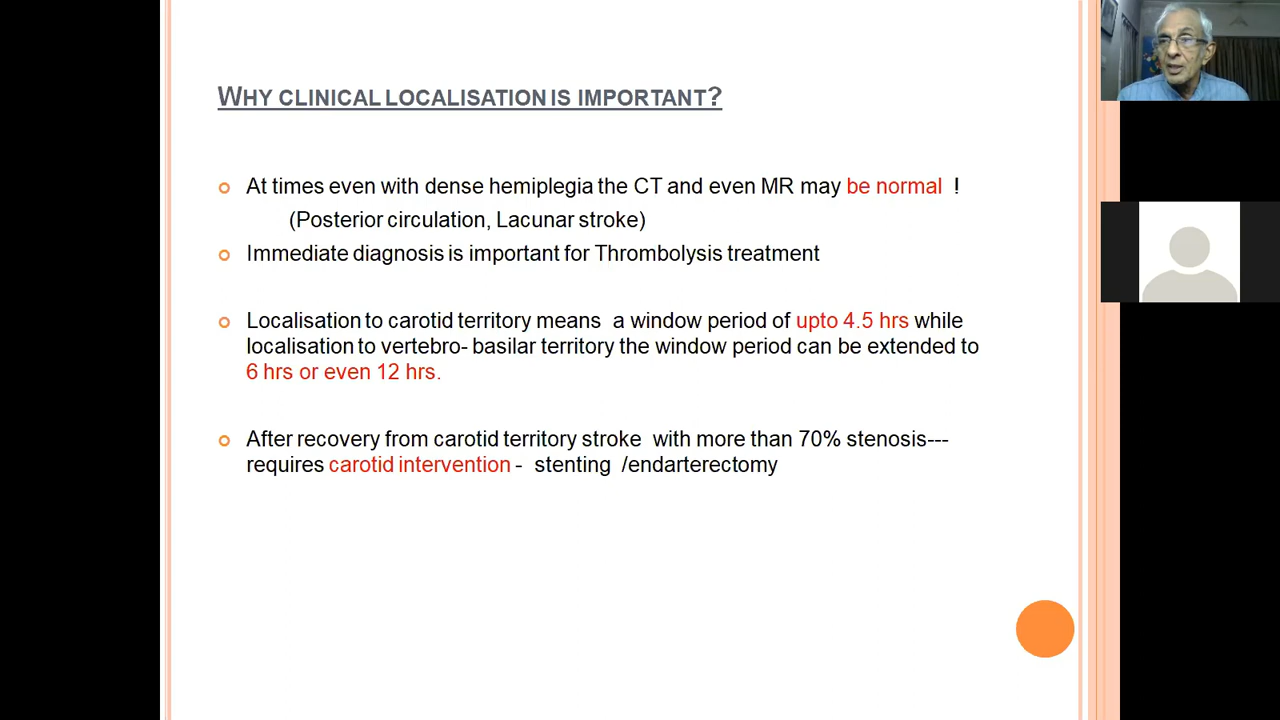 WHY CLINICAL LOCALISATION IS IMPORTANT?
At times even with dense hemiplegia the CT and even MR may be normal !
(Posterior circulation, Lacunar stroke)
Immediate diagnosis is important for Thrombolysis treatment
Localisation to carotid territory means a window period of upto 4.5 hrs while
localisation to vertebro- basilar territory the window period can be extended to
6 hrs or even 12 hrs.
After recovery from carotid territory stroke with more than 70% stenosis---
requires carotid intervention - stenting /endarterectomy